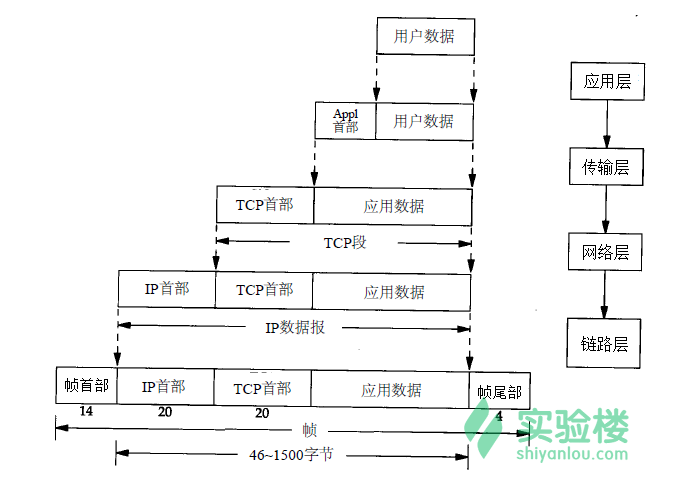 用户数据
应用层
Appl
首部
用户数据
传输层
TCP首部
应用数据
TCP段
网络层
IP首部
TCP首部
应用数据
IP数据报
链路层
帧首部
IP首部
TCP首部
应用数据
帧尾部
14
20
20
4
帧
46~1500字节
实验楼
shiyanlou.com